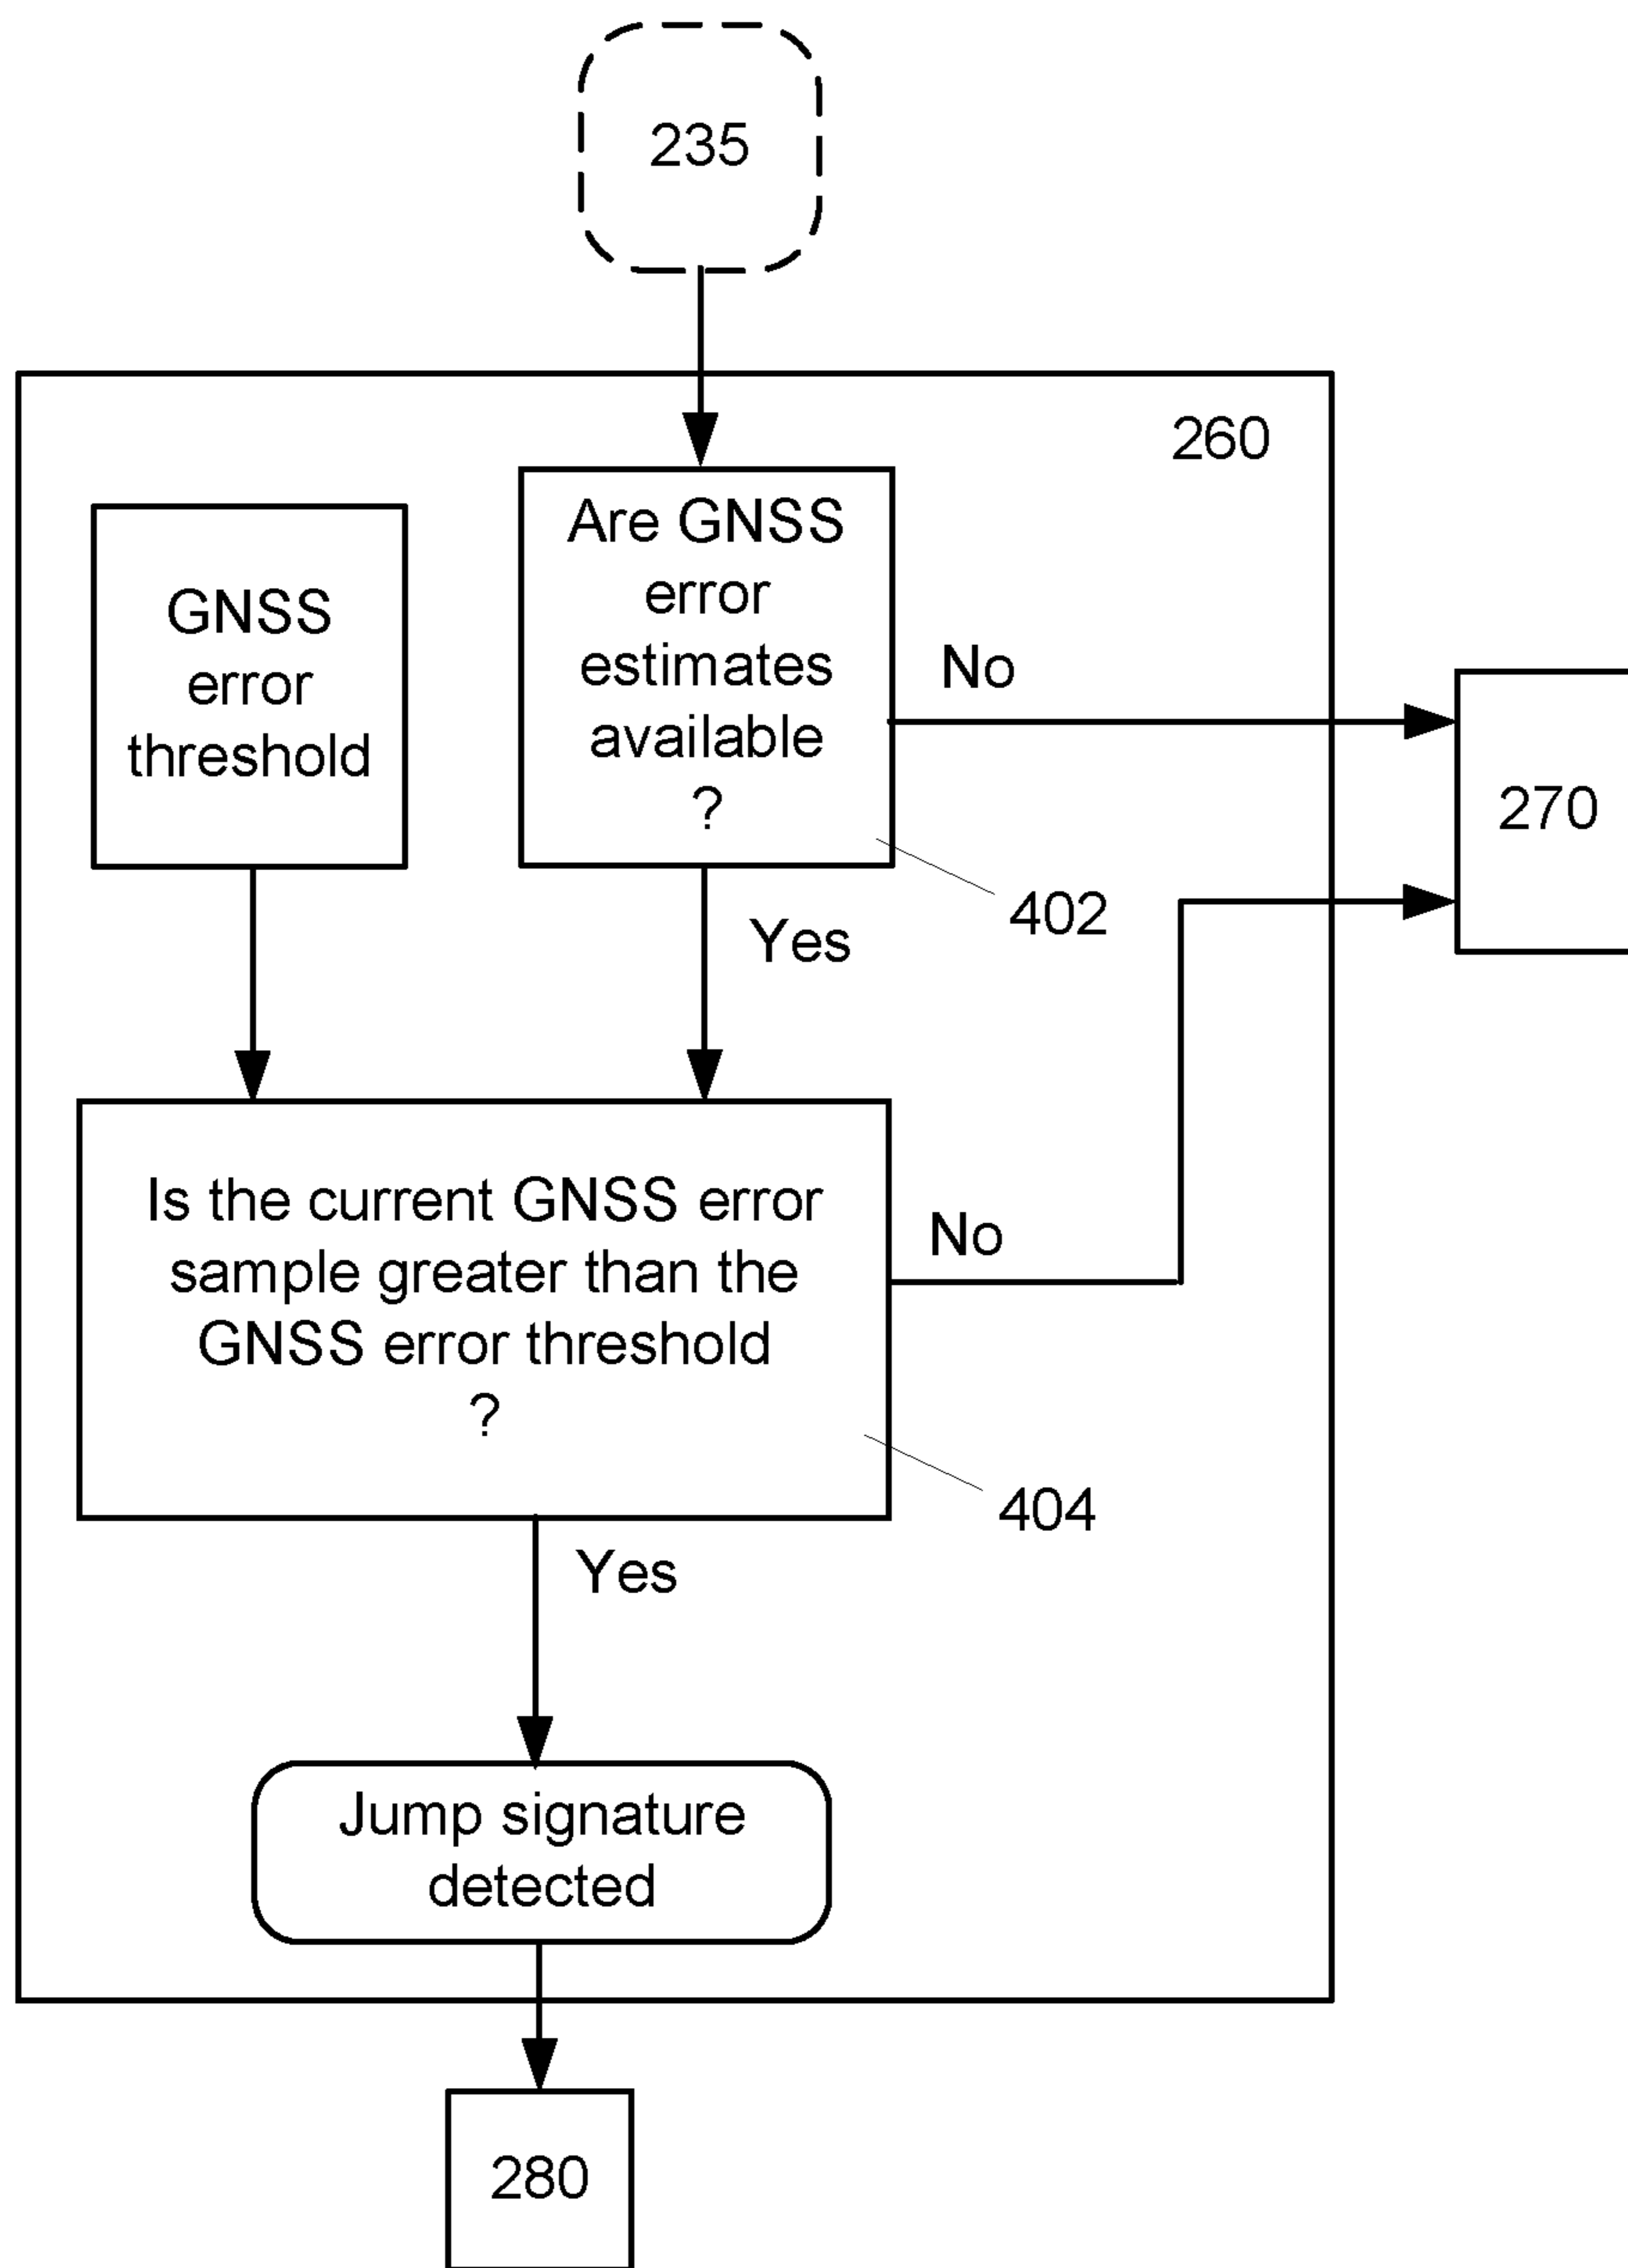 235
260
GNSS
error
threshold
Are GNSS
error
estimates
available
?
No
270
402
Yes
Is the current GNSS error
sample greater than the
GNSS error threshold
?
No
404
Yes
Jump signature
detected
280